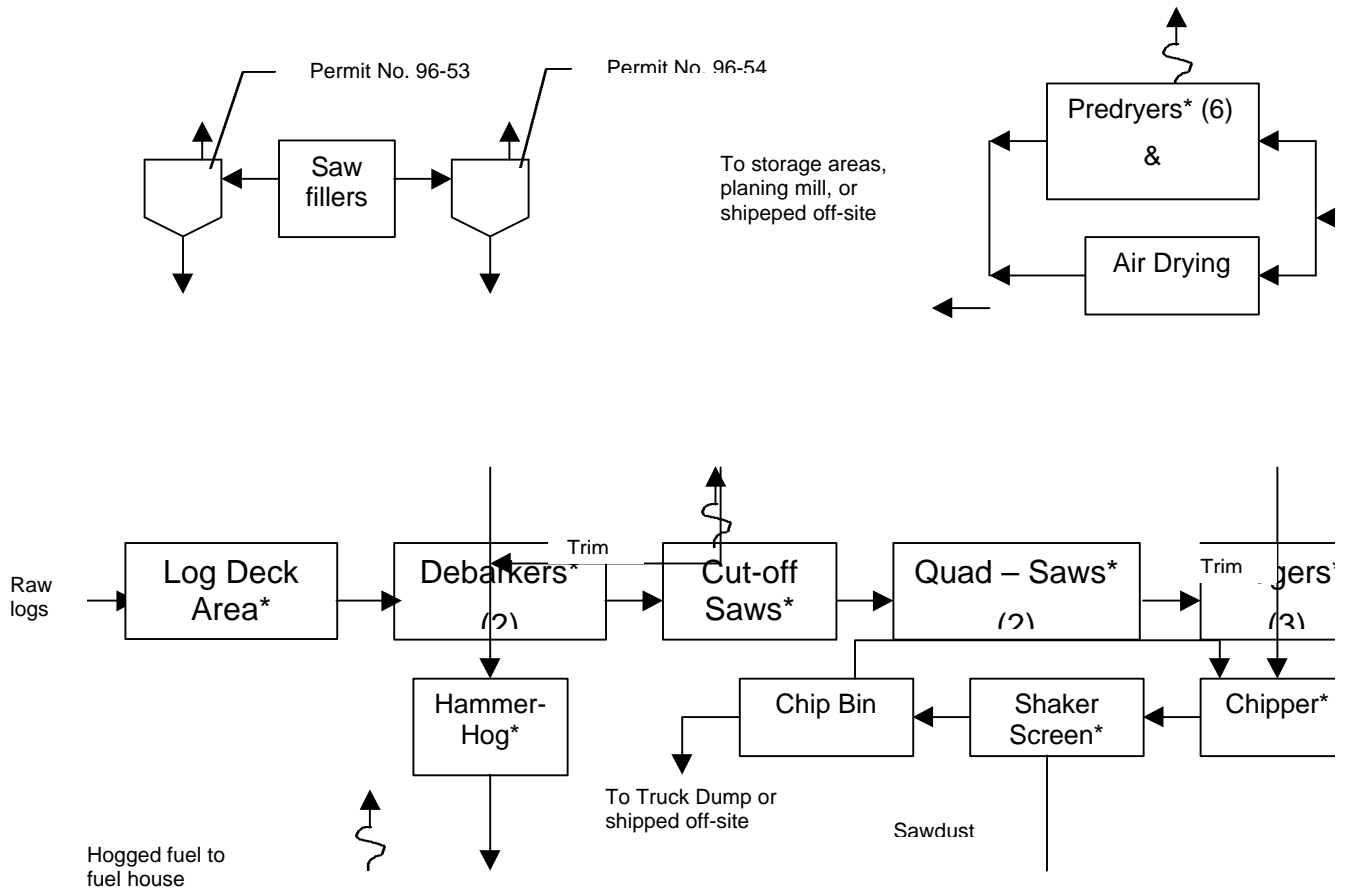 Permit No. 96-53
Permit No. 96-54
Predryers* (6)
&
Saw
fillers
To storage areas,
planing mill, or
shipeped off-site
Air Drying
Raw
logs
Log Deck
Area*
Debarkers*
(2)
Trim
Cut-off
Saws*
Quad – Saws*
(2)
Trim
gers*
(3)
Hammer-
Hog*
Chip Bin
Shaker
Screen*
Chipper*
To Truck Dump or
shipped off-site
Sawdust
Hogged fuel to
fuel house